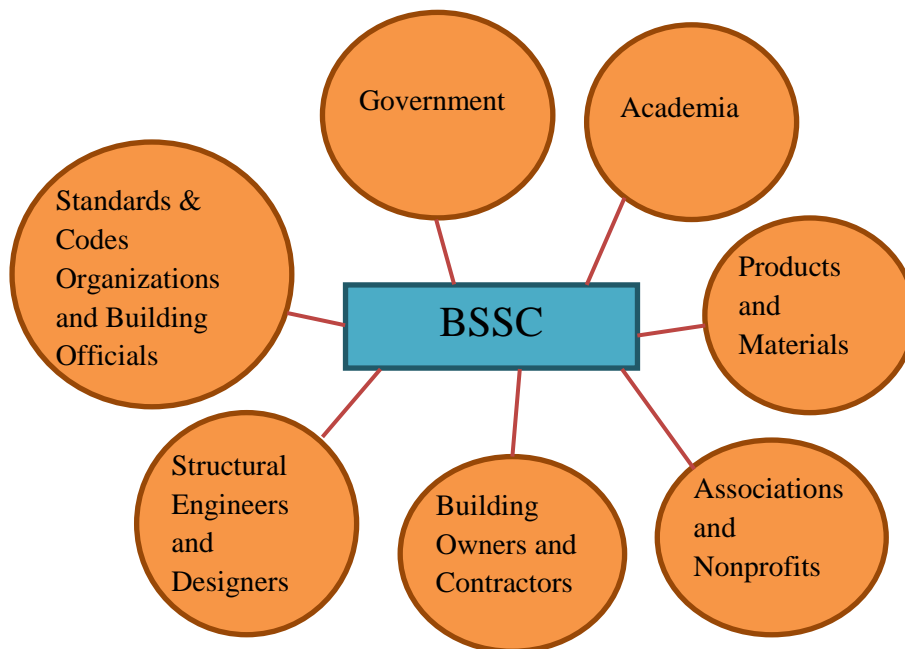 Government
Academia
Standards &
Codes
Organizations
and Building
Officials
BSSC
Products
and
Materials
Structural
Engineers
and
Designers
Building
Owners and
Contractors
Associations
and
Nonprofits